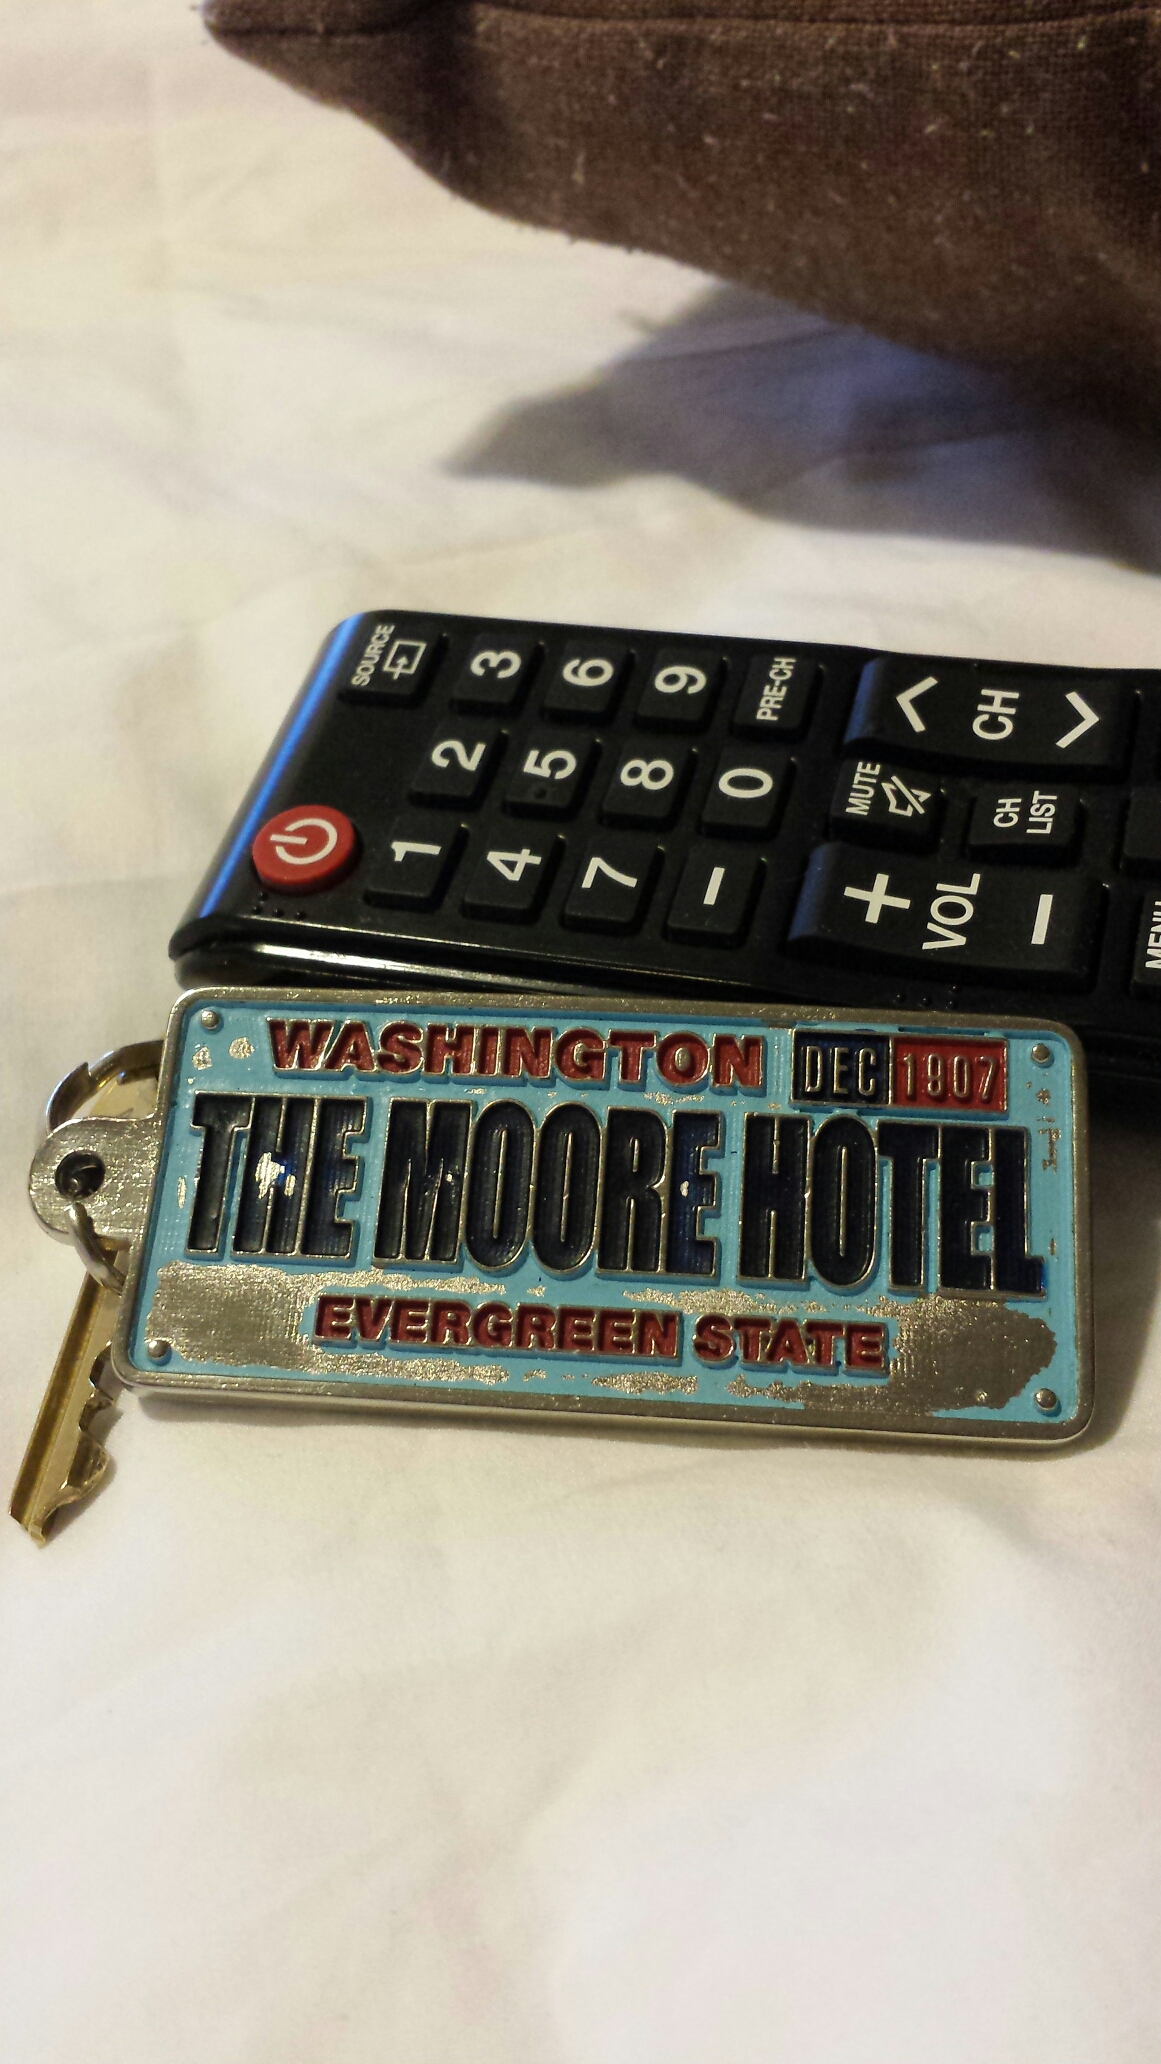 SOURCE
3 6 9 PRE-CH
2 5 8 0
1 4 7 -
CH
MUTE
CH LIST
+ VOL -
MENU
WASHINGTON DEC 1907
THE MOORE HOTEL
EVERGREEN STATE